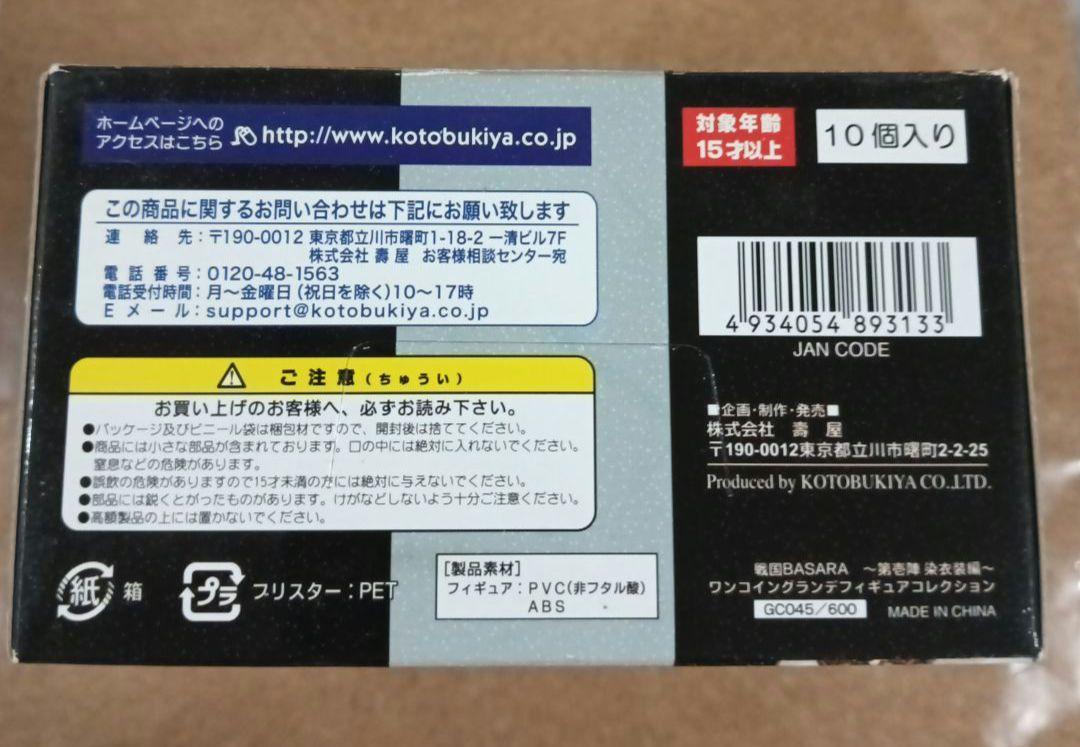 ホームページへの
アクセスはこちら
http://www.kotobukiya.co.jp
対象年齢
15才以上
10個入り
この商品に関するお問い合わせは下記にお願い致します
連絡先:〒190-0012 東京都立川市曙町1-18-2 一清ビル7F
株式会社 壽屋 お客様相談センター宛
電話番号:0120-48-1563
電話受付時間:月〜金曜日(祝日を除く)10〜17時
Eメール:support@kotobukiya.co.jp
4 934054 893133
JAN CODE
ご注意(ちゅうい)
お買い上げのお客様へ、必ずお読み下さい。
●パッケージ及びビニール袋は梱包材ですので、開封後は捨ててください。
●商品には小さな部品が含まれております。口の中には絶対に入れないでください。
窒息などの危険があります。
●誤飲の危険がありますので15才未満の方には絶対に与えないでください。
●部品には鋭くとがったものがあります。けがなどしないよう十分ご注意ください。
●高額製品の上には置かないでください。
■企画・制作・発売■
株式会社 壽屋
〒190-0012東京都立川市曙町2-2-25
Produced by KOTOBUKIYA CO.,LTD.
紙 箱
プラ ブリスター:PET
[製品素材]
フィギュア:PVC(非フタル酸)
ABS
戦国BASARA 〜第壱陣 染衣装編〜
ワンコイングランデフィギュアコレクション
GC045/600
MADE IN CHINA